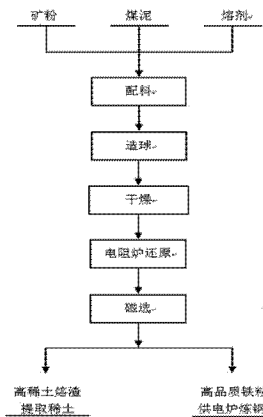 矿粉 煤泥 熔剂
配料
造球
干燥
电阻炉还原
磁选
高稀土熔渣 高品质铁粉
提取稀土 供电炉炼钢